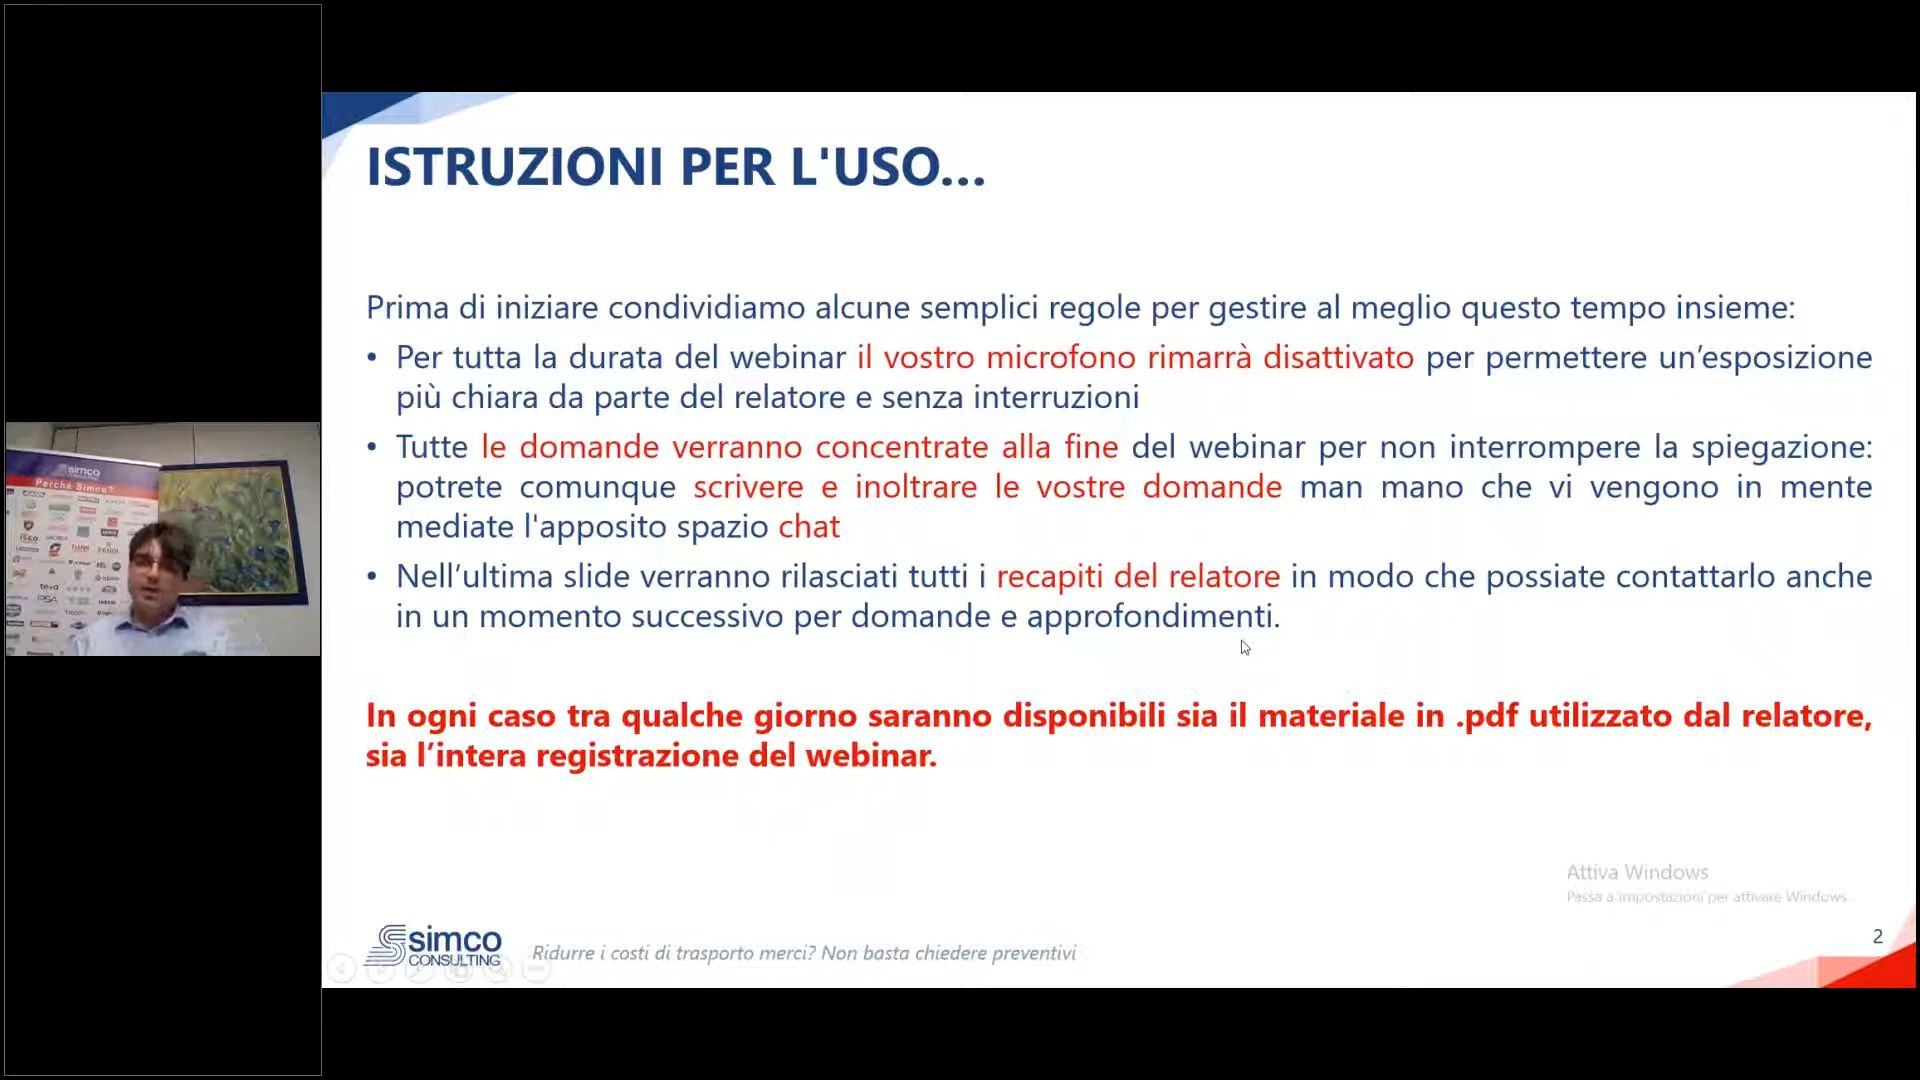 ISTRUZIONI PER L'USO...
Prima di iniziare condividiamo alcune semplici regole per gestire al meglio questo tempo insieme:
• Per tutta la durata del webinar il vostro microfono rimarrà disattivato per permettere un’esposizione
più chiara da parte del relatore e senza interruzioni
• Tutte le domande verranno concentrate alla fine del webinar per non interrompere la spiegazione:
potrete comunque scrivere e inoltrare le vostre domande man mano che vi vengono in mente
mediate l'apposito spazio chat
• Nell’ultima slide verranno rilasciati tutti i recapiti del relatore in modo che possiate contattarlo anche
in un momento successivo per domande e approfondimenti.
In ogni caso tra qualche giorno saranno disponibili sia il materiale in .pdf utilizzato dal relatore,
sia l’intera registrazione del webinar.
Attiva Windows
Passa a impostazioni per attivare Windows.
simco
CONSULTING
Ridurre i costi di trasporto merci? Non basta chiedere preventivi
2
simco
Perché Simco?
teva